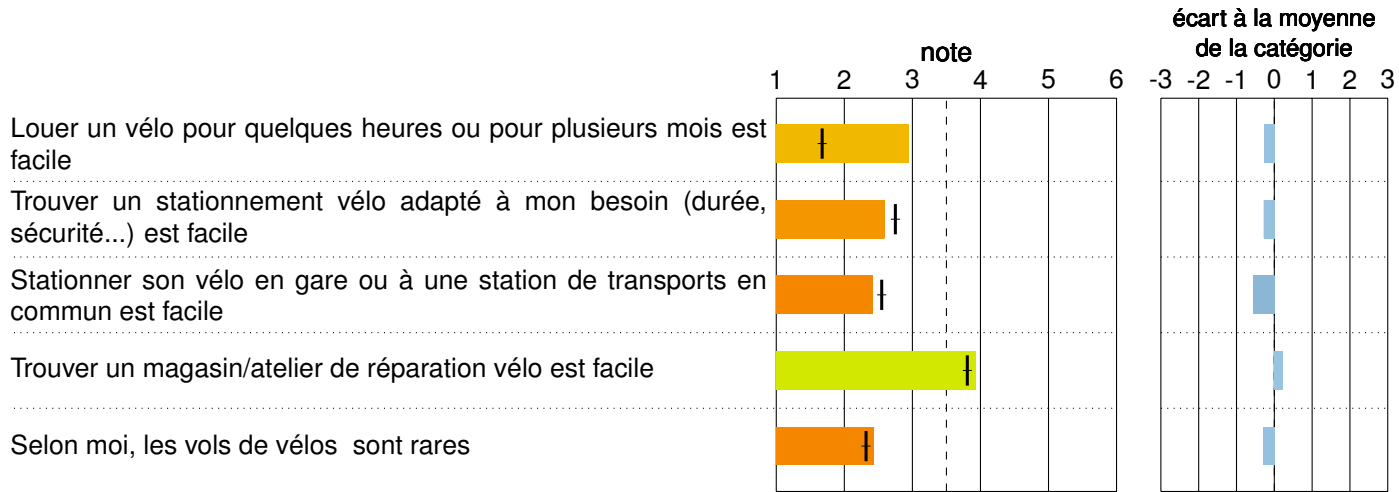 écart à la moyenne
note de la catégorie
1 2 3 4 5 6 -3 -2 -1 0 1 2 3
Louer un vélo pour quelques heures ou pour plusieurs mois est
facile
Trouver un stationnement vélo adapté à mon besoin (durée,
sécurité...) est facile
Stationner son vélo en gare ou à une station de transports en
commun est facile
Trouver un magasin/atelier de réparation vélo est facile
Selon moi, les vols de vélos sont rares